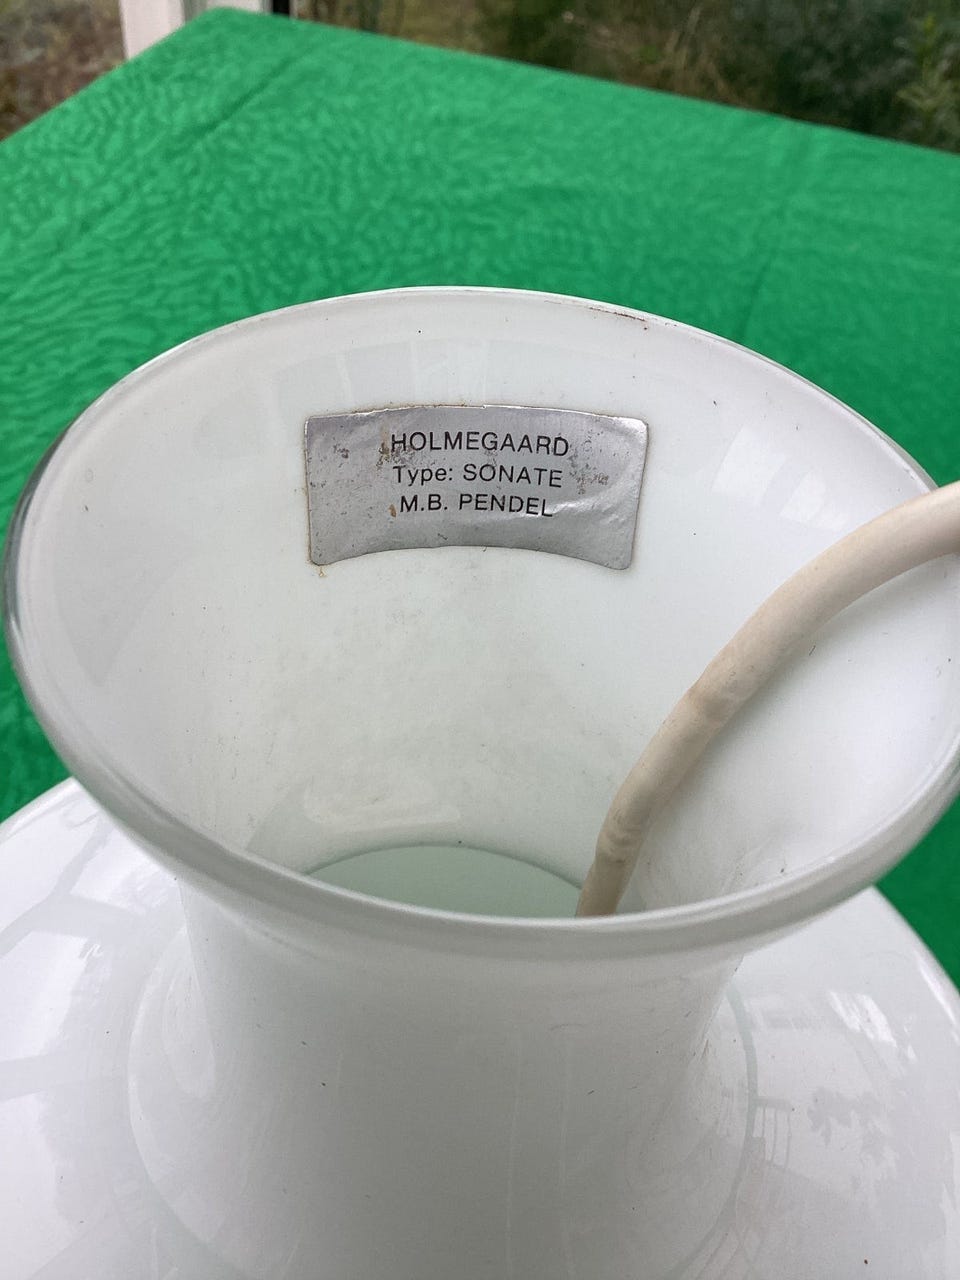 HOLMEGAARD
Type: SONATE
M.B. PENDEL